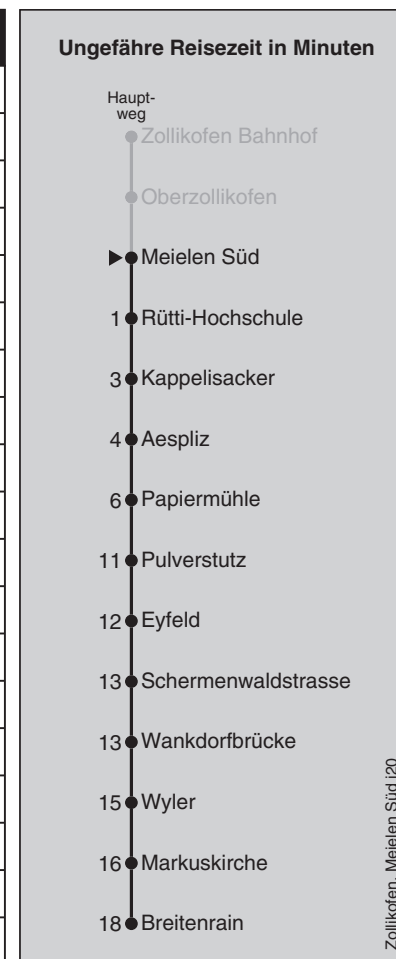 Ungefähre Reisezeit in Minuten
Haupt-
weg
Zollikofen Bahnhof
Oberzollikofen
Meielen Süd
1 Rütti-Hochschule
3 Kappelisacker
4 Aespliz
6 Papiermühle
11 Pulverstutz
12 Eyfeld
13 Schermenwaldstrasse
13 Wankdorfbrücke
15 Wyler
16 Markuskirche
18 Breitenrain
Zollikofen, Meielen Süd j20